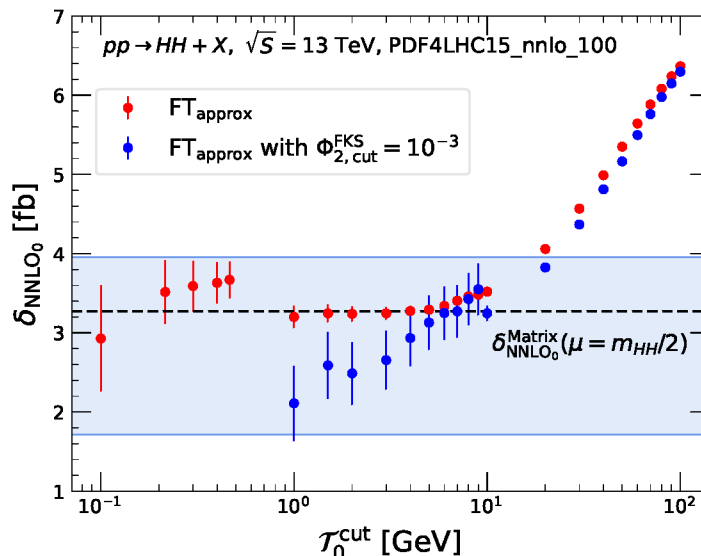 pp → HH + X, √S = 13 TeV, PDF4LHC15_nnlo_100
FT_approx
FT_approx with Φ^FKS_2,cut = 10^−3
δ^Matrix_NNLO₀(μ = m_HH/2)
δ_NNLO₀ [fb]
7
6
5
4
3
2
1
10^−1
10^0
10^1
10^2
𝒯_0^cut [GeV]